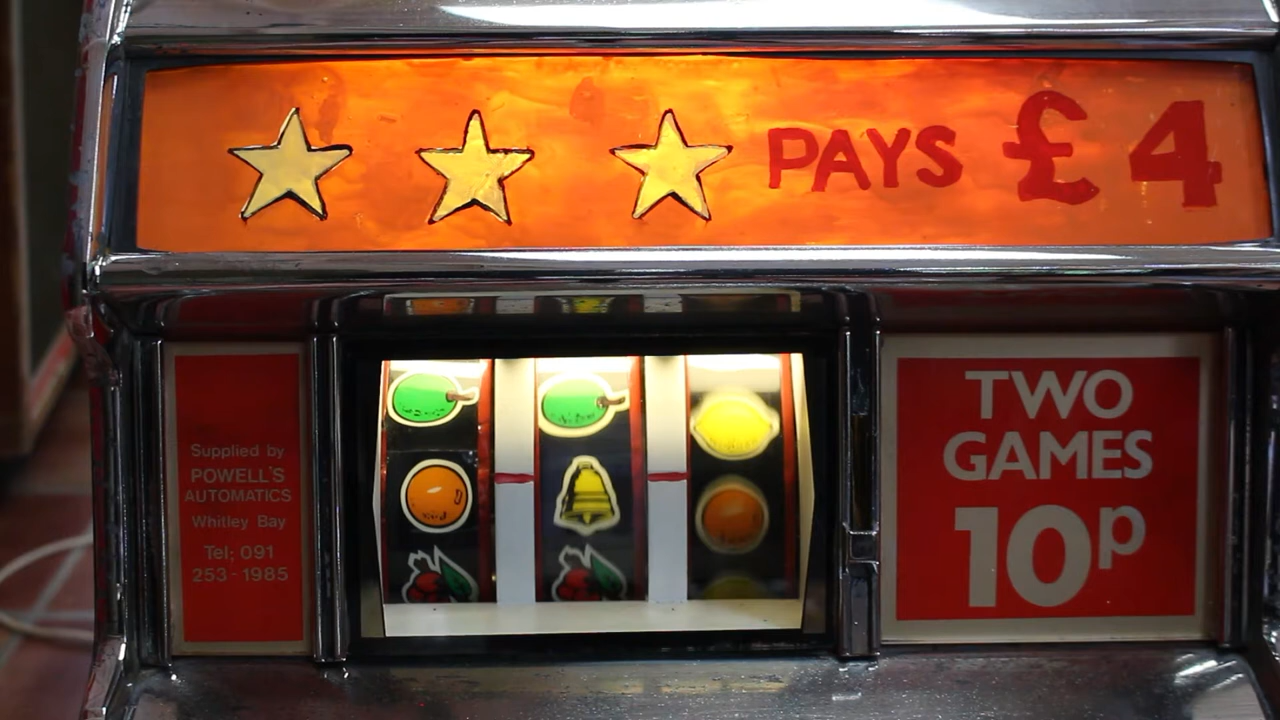 PAYS £4
Supplied by
POWELL'S
AUTOMATICS
Whitley Bay
Tel; 091
253-1985
TWO
GAMES
10p